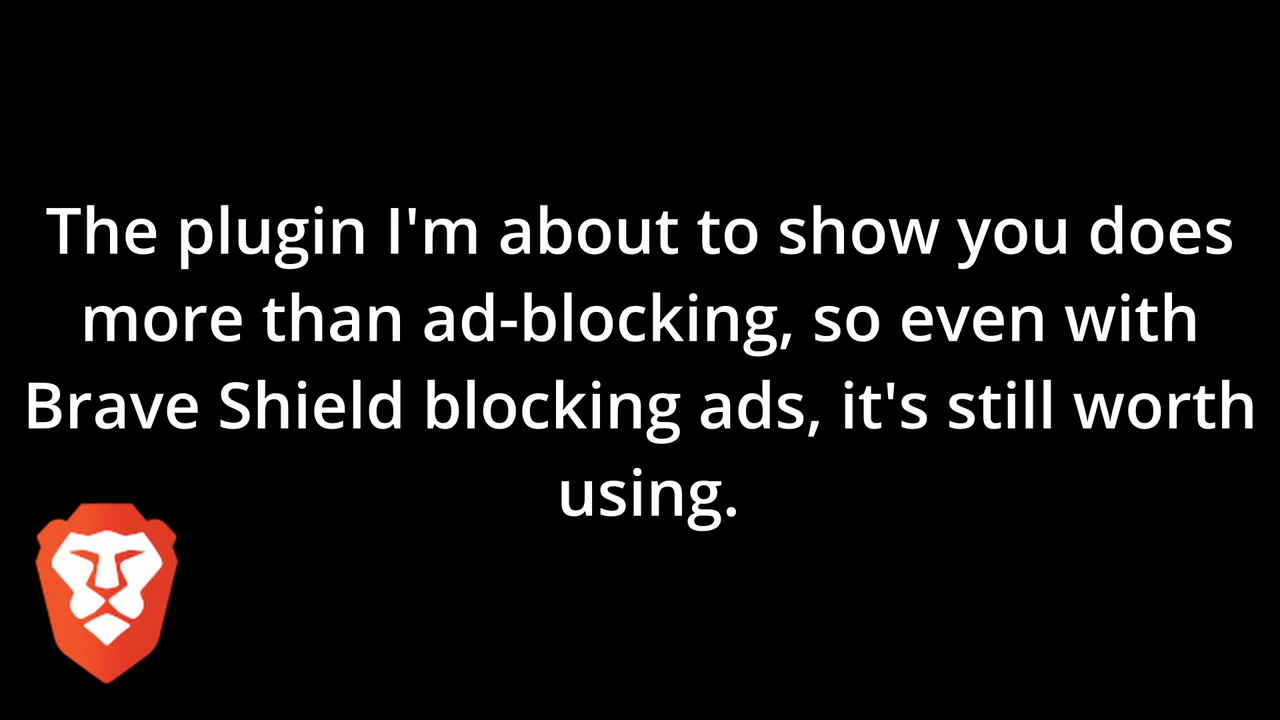 The plugin I'm about to show you does
more than ad-blocking, so even with
Brave Shield blocking ads, it's still worth
using.